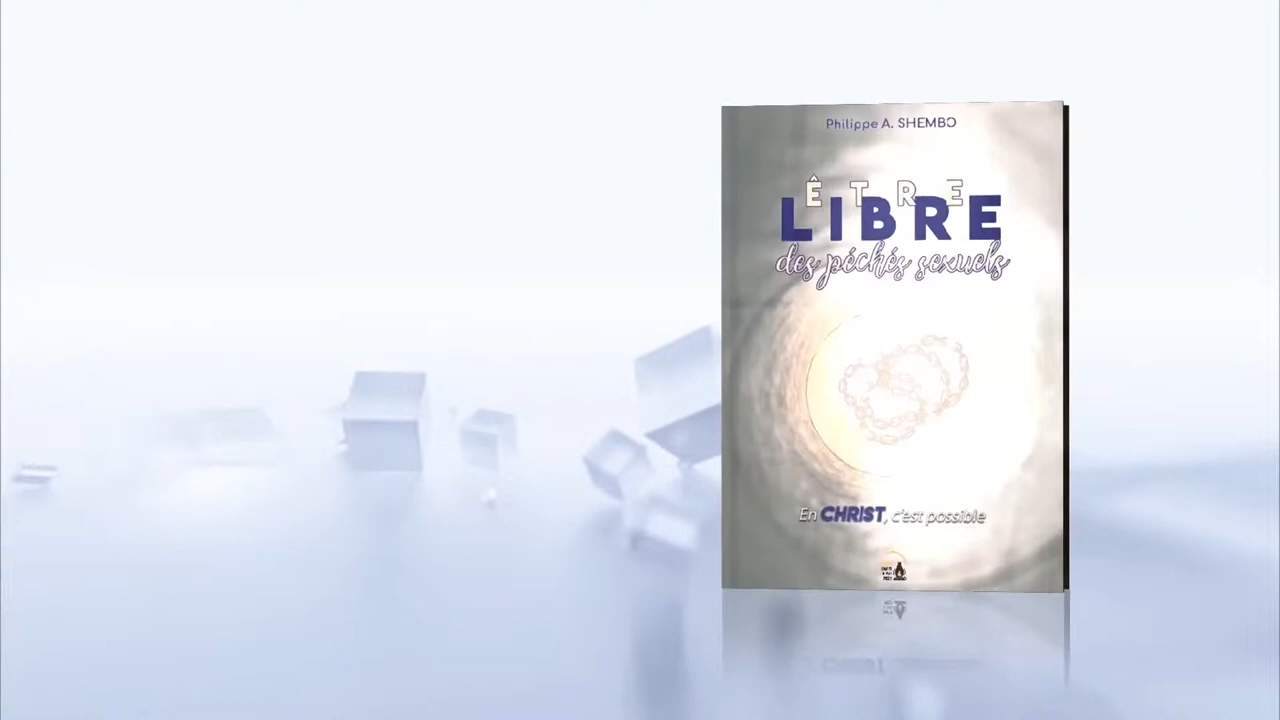 Philippe A. SHEMBO
ÊTRE
LIBRE
des péchés sexuels
En CHRIST, c'est possible